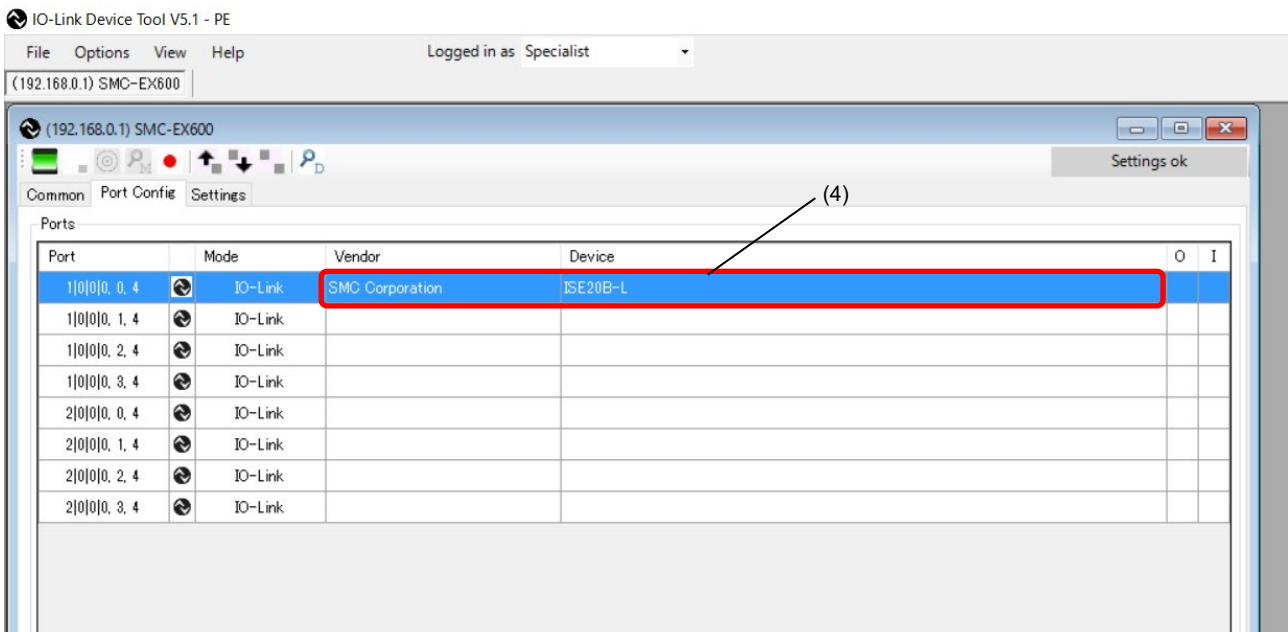 IO-Link Device Tool V5.1 - PE
File Options View Help Logged in as Specialist
(192.168.0.1) SMC-EX600
(192.168.0.1) SMC-EX600
M D Settings ok
Common Port Config Settings
(4)
Ports
Port Mode Vendor Device O I
1|0|0|0, 0, 4 IO-Link SMC Corporation ISE20B-L
1|0|0|0, 1, 4 IO-Link
1|0|0|0, 2, 4 IO-Link
1|0|0|0, 3, 4 IO-Link
2|0|0|0, 0, 4 IO-Link
2|0|0|0, 1, 4 IO-Link
2|0|0|0, 2, 4 IO-Link
2|0|0|0, 3, 4 IO-Link